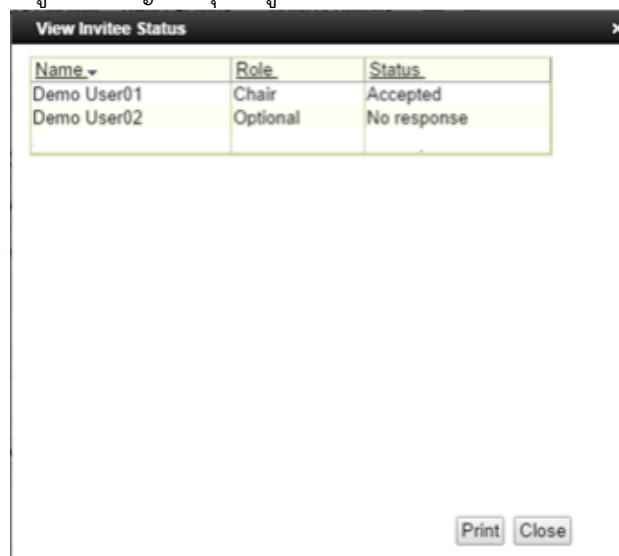 View Invitee Status
Name Role Status
Demo User01 Chair Accepted
Demo User02 Optional No response
Print Close